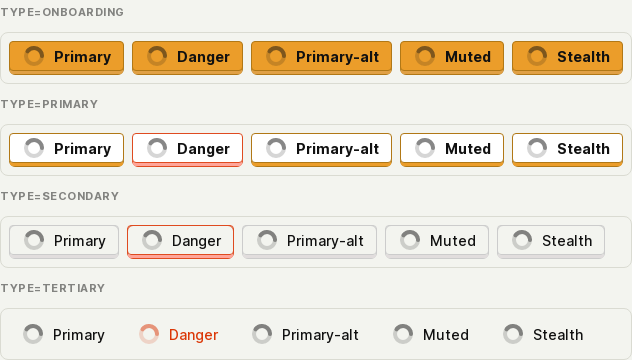 TYPE=ONBOARDING
Primary Danger Primary-alt Muted Stealth
TYPE=PRIMARY
Primary Danger Primary-alt Muted Stealth
TYPE=SECONDARY
Primary Danger Primary-alt Muted Stealth
TYPE=TERTIARY
Primary Danger Primary-alt Muted Stealth